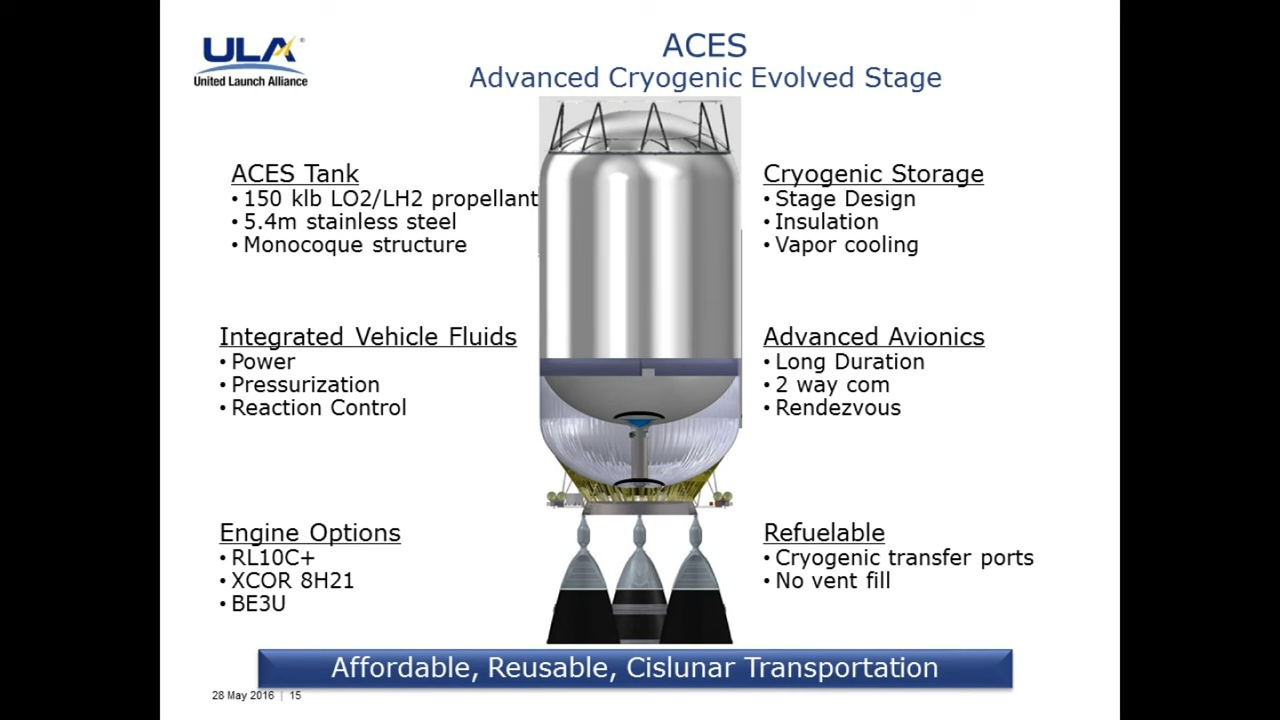 ULA
United Launch Alliance
ACES
Advanced Cryogenic Evolved Stage
ACES Tank
• 150 klb LO2/LH2 propellant
• 5.4m stainless steel
• Monocoque structure
Cryogenic Storage
• Stage Design
• Insulation
• Vapor cooling
Integrated Vehicle Fluids
• Power
• Pressurization
• Reaction Control
Advanced Avionics
• Long Duration
• 2 way com
• Rendezvous
Engine Options
• RL10C+
• XCOR 8H21
• BE3U
Refuelable
• Cryogenic transfer ports
• No vent fill
Affordable, Reusable, Cislunar Transportation
28 May 2016 | 15